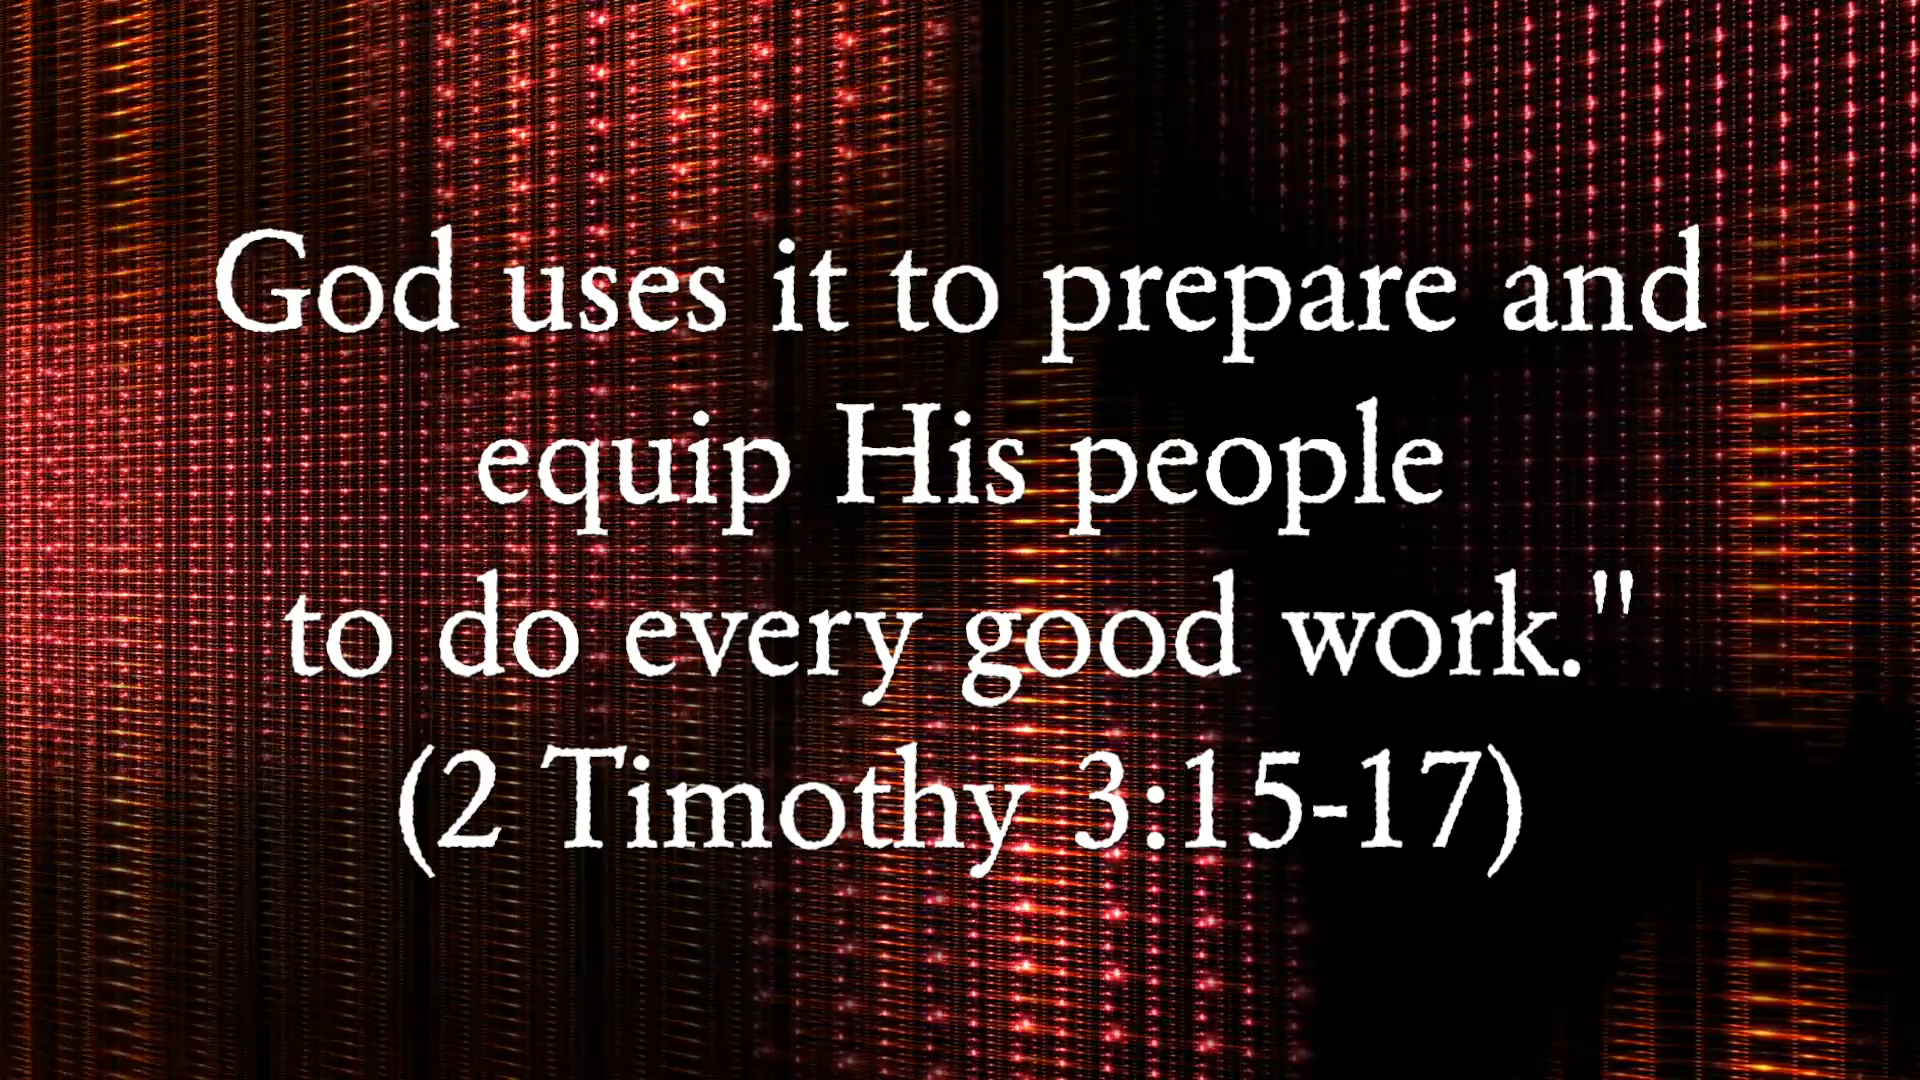 God uses it to prepare and
equip His people
to do every good work."
(2 Timothy 3:15-17)